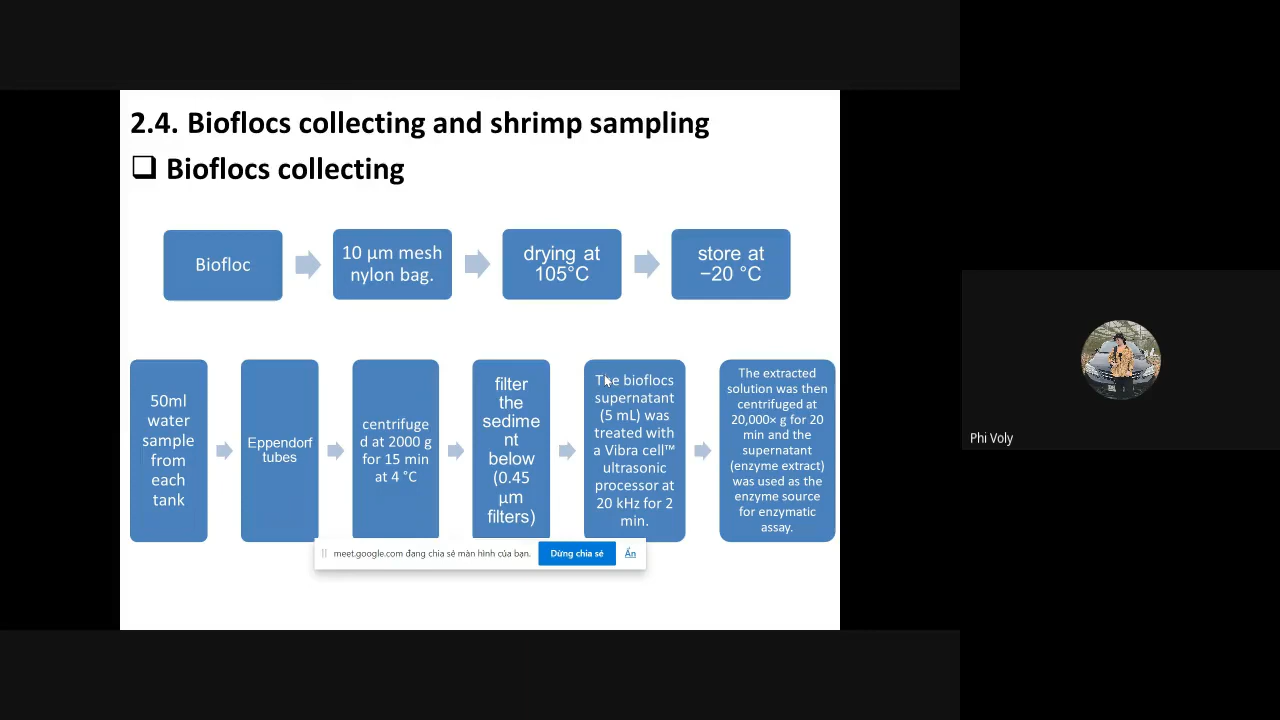 2.4. Bioflocs collecting and shrimp sampling
❑ Bioflocs collecting
Biofloc
10 µm mesh
nylon bag.
drying at
105°C
store at
−20 °C
50ml
water
sample
from
each
tank
Eppendorf
tubes
centrifuge
d at 2000 g
for 15 min
at 4 °C
filter
the
sedime
nt
below
(0.45
µm
filters)
The bioflocs
supernatant
(5 mL) was
treated with
a Vibra cell™
ultrasonic
processor at
20 kHz for 2
min.
The extracted
solution was then
centrifuged at
20,000× g for 20
min and the
supernatant
(enzyme extract)
was used as the
enzyme source
for enzymatic
assay.
meet.google.com đang chia sẻ màn hình của bạn.
Dừng chia sẻ
Ẩn
Phi Voly